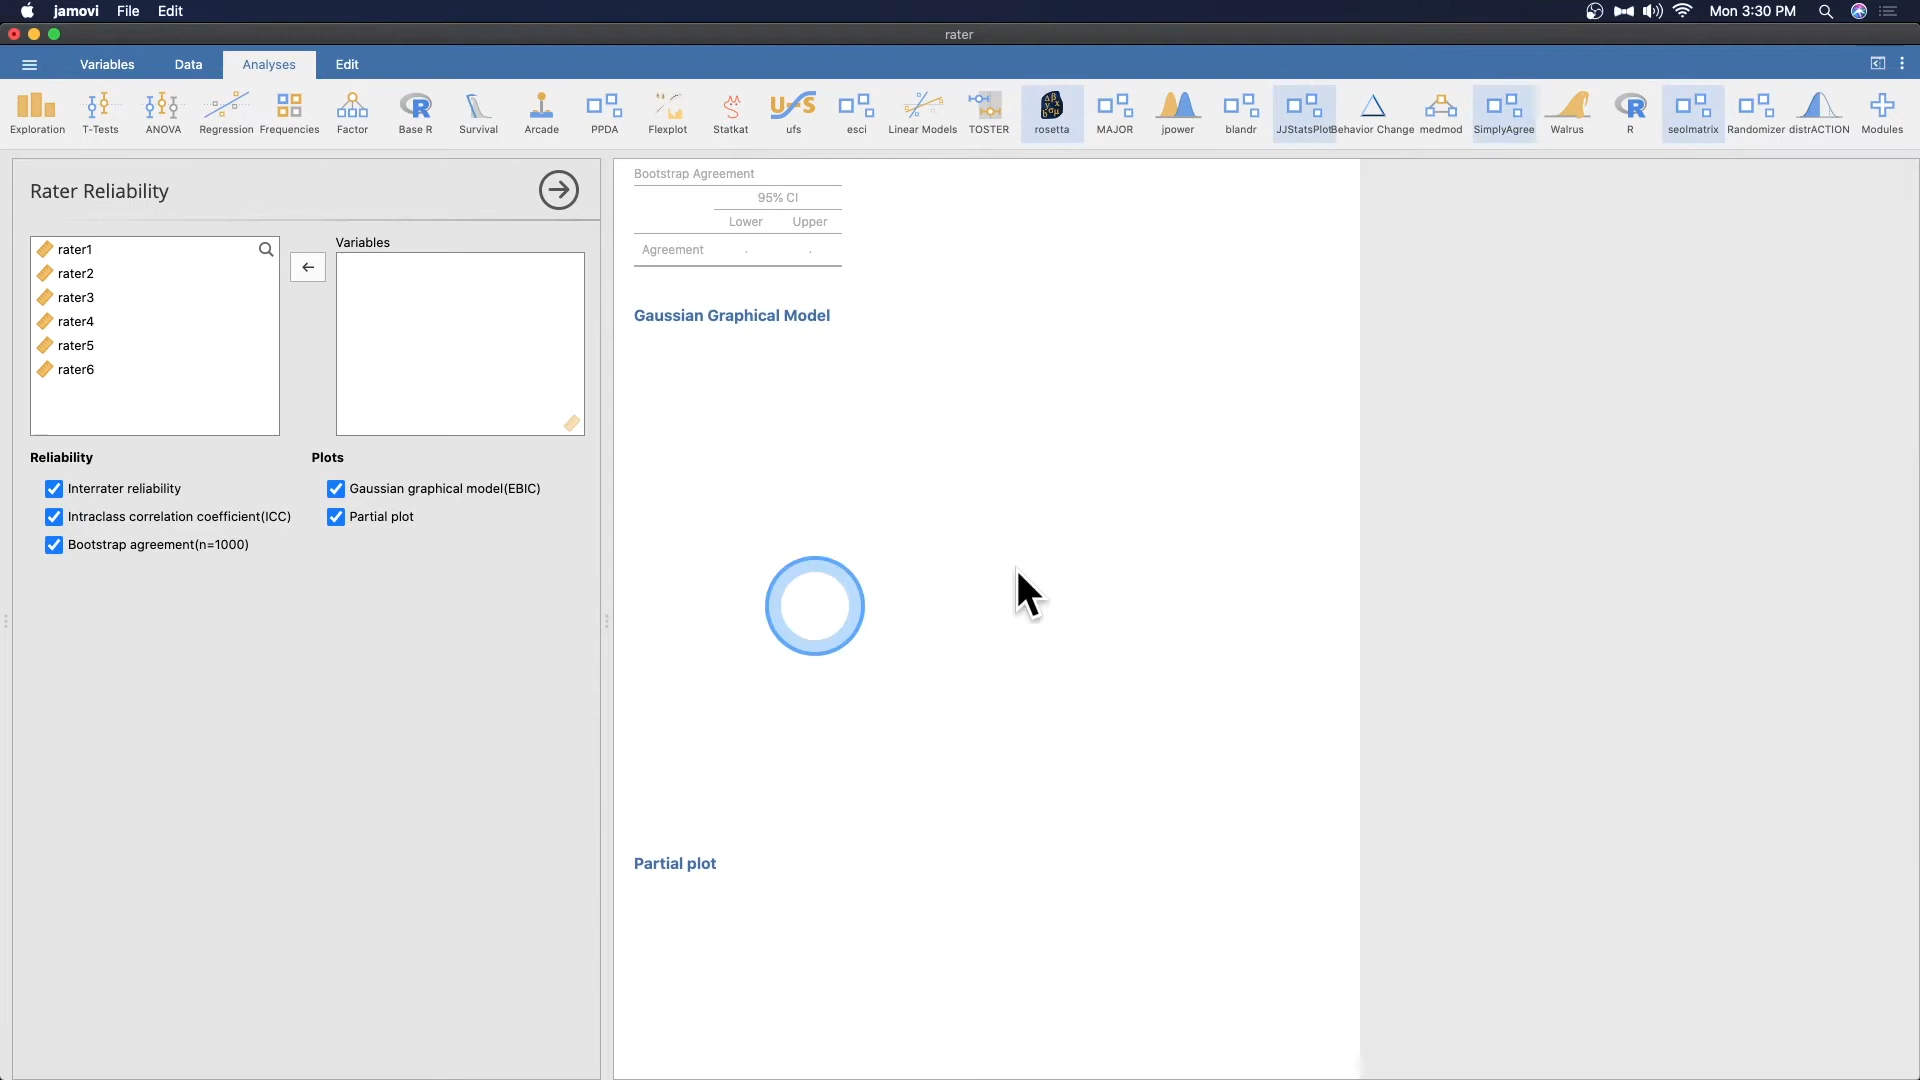 jamovi File Edit Mon 3:30 PM
rater
Variables Data Analyses Edit
Exploration T-Tests ANOVA Regression Frequencies Factor Base R Survival Arcade PPDA Flexplot Statkat ufs esci Linear Models TOSTER rosetta MAJOR jpower blandr JJStatsPlot Behavior Change medmod SimplyAgree Walrus R seolmatrix Randomizer distrACTION Modules
Rater Reliability
Variables
rater1
rater2
rater3
rater4
rater5
rater6
Reliability
Interrater reliability
Intraclass correlation coefficient(ICC)
Bootstrap agreement(n=1000)
Plots
Gaussian graphical model(EBIC)
Partial plot
Bootstrap Agreement
95% CI
Lower Upper
Agreement . .
Gaussian Graphical Model
Partial plot